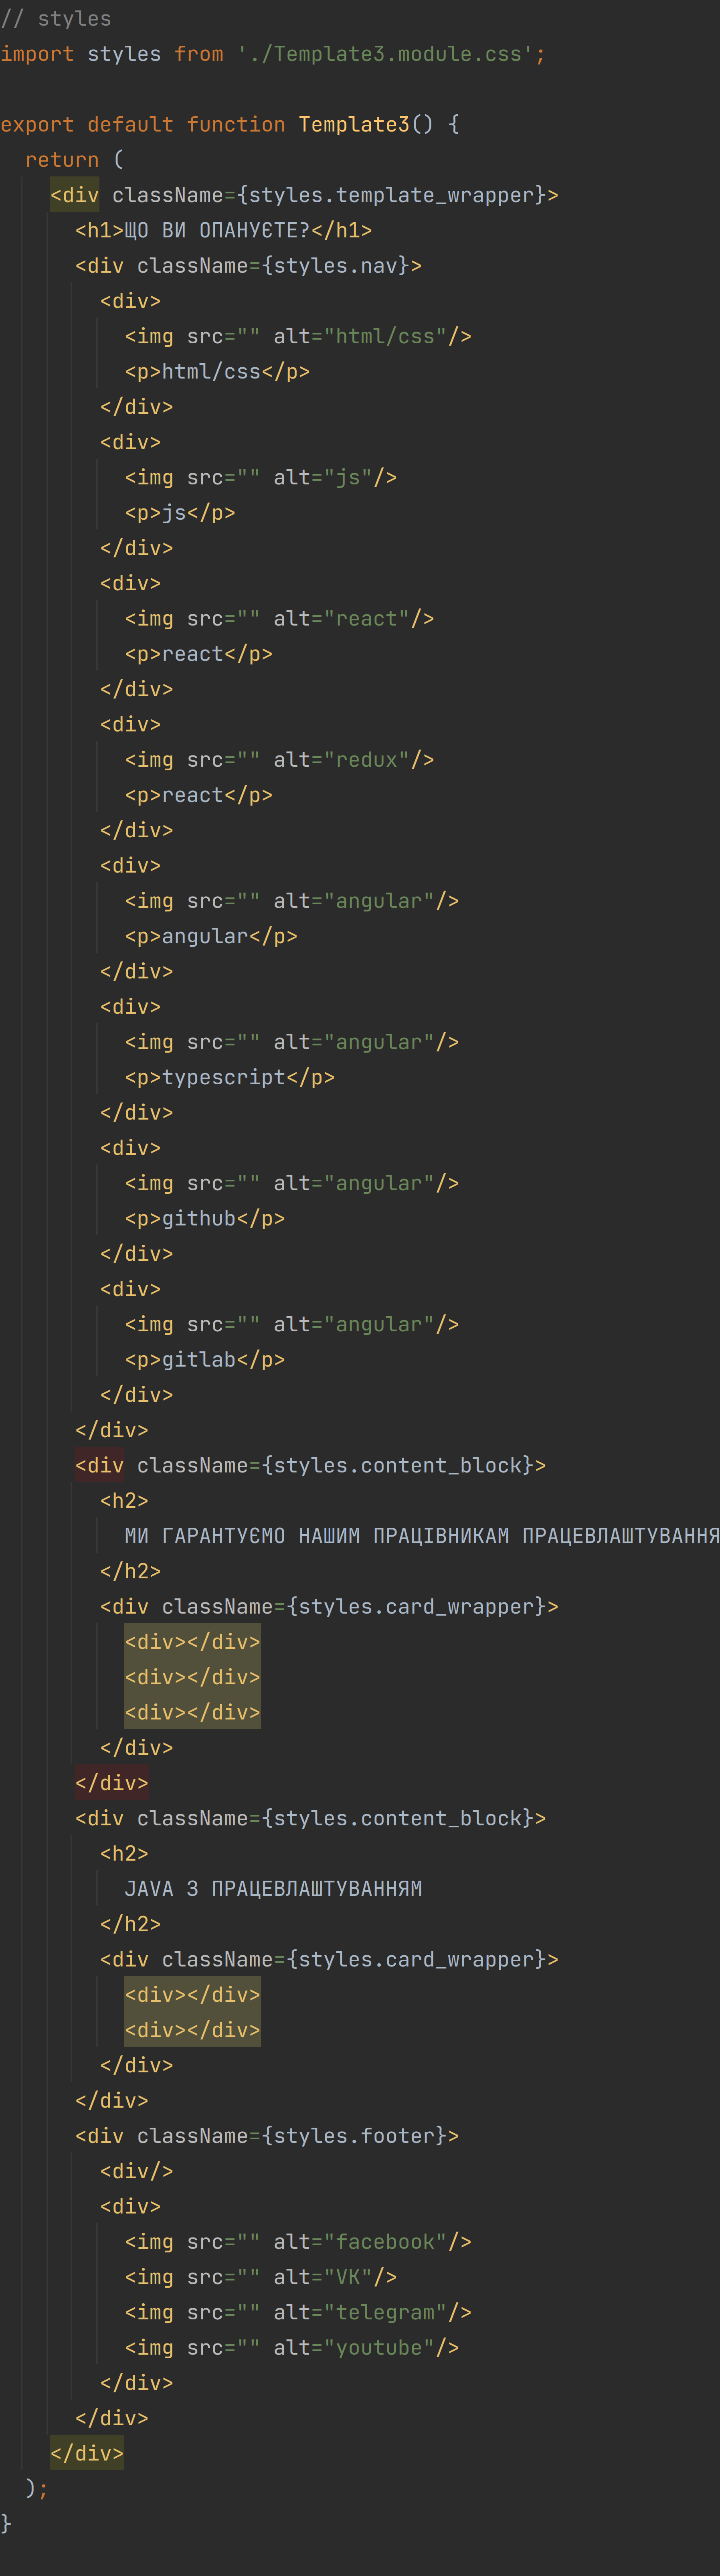 // styles
import styles from './Template3.module.css';

export default function Template3() {
  return (
    <div className={styles.template_wrapper}>
      <h1>ЩО ВИ ОПАНУЄТЕ?</h1>
      <div className={styles.nav}>
        <div>
          <img src="" alt="html/css"/>
          <p>html/css</p>
        </div>
        <div>
          <img src="" alt="js"/>
          <p>js</p>
        </div>
        <div>
          <img src="" alt="react"/>
          <p>react</p>
        </div>
        <div>
          <img src="" alt="redux"/>
          <p>react</p>
        </div>
        <div>
          <img src="" alt="angular"/>
          <p>angular</p>
        </div>
        <div>
          <img src="" alt="angular"/>
          <p>typescript</p>
        </div>
        <div>
          <img src="" alt="angular"/>
          <p>github</p>
        </div>
        <div>
          <img src="" alt="angular"/>
          <p>gitlab</p>
        </div>
      </div>
      <div className={styles.content_block}>
        <h2>
          МИ ГАРАНТУЄМО НАШИМ ПРАЦІВНИКАМ ПРАЦЕВЛАШТУВАННЯ
        </h2>
        <div className={styles.card_wrapper}>
          <div></div>
          <div></div>
          <div></div>
        </div>
      </div>
      <div className={styles.content_block}>
        <h2>
          JAVA З ПРАЦЕВЛАШТУВАННЯМ
        </h2>
        <div className={styles.card_wrapper}>
          <div></div>
          <div></div>
        </div>
      </div>
      <div className={styles.footer}>
        <div/>
        <div>
          <img src="" alt="facebook"/>
          <img src="" alt="VK"/>
          <img src="" alt="telegram"/>
          <img src="" alt="youtube"/>
        </div>
      </div>
    </div>
  );
}